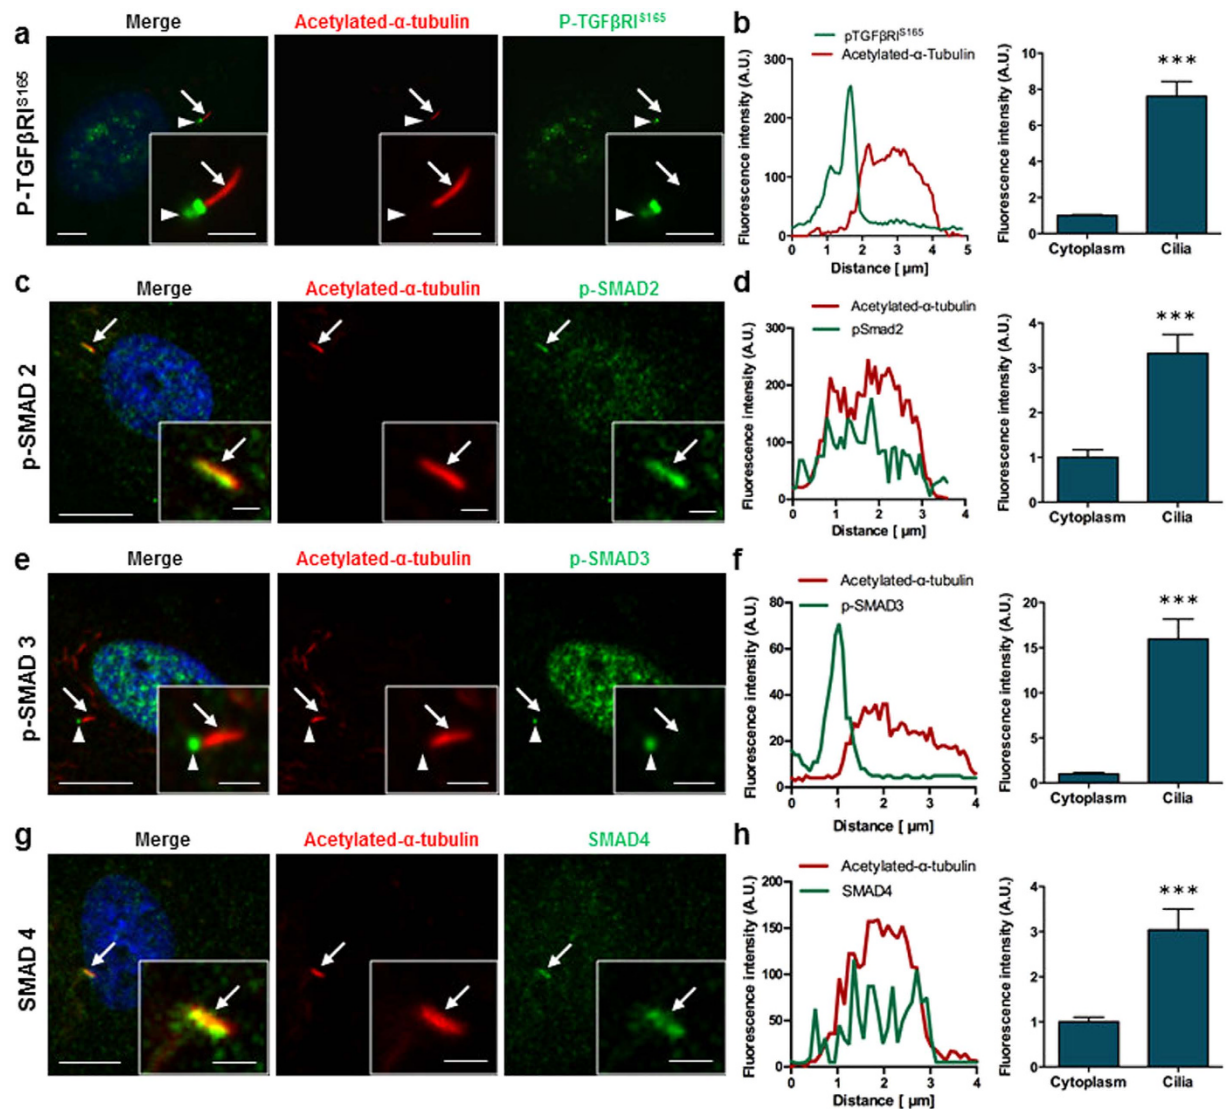 a
Merge
Acetylated-α-tubulin
P-TGFβRI^S165
P-TGFβRI^S165
b
pTGFβRI^S165
Acetylated-α-Tubulin
Fluorescence intensity (A.U.)
300
200
100
0
0 1 2 3 4 5
Distance [ µm]
Fluorescence intensity (A.U.)
10
8
6
4
2
0
***
Cytoplasm Cilia
c
Merge
Acetylated-α-tubulin
p-SMAD2
p-SMAD 2
d
Acetylated-α-tubulin
pSmad2
Fluorescence intensity (A.U.)
300
200
100
0
0 1 2 3 4
Distance [ µm]
Fluorescence intensity (A.U.)
4
3
2
1
0
***
Cytoplasm Cilia
e
Merge
Acetylated-α-tubulin
p-SMAD3
p-SMAD 3
f
Acetylated-α-tubulin
p-SMAD3
Fluorescence intensity (A.U.)
80
60
40
20
0
0 1 2 3 4
Distance [ µm]
Fluorescence intensity (A.U.)
20
15
10
5
0
***
Cytoplasm Cilia
g
Merge
Acetylated-α-tubulin
SMAD4
SMAD 4
h
Acetylated-α-tubulin
SMAD4
Fluorescence intensity (A.U.)
200
150
100
50
0
0 1 2 3 4
Distance [ µm]
Fluorescence intensity (A.U.)
4
3
2
1
0
***
Cytoplasm Cilia